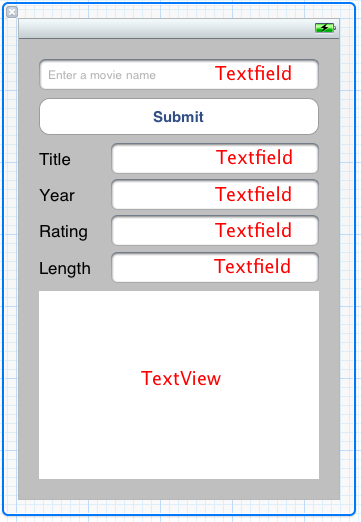 Enter a movie name Textfield
Submit
Title Textfield
Year Textfield
Rating Textfield
Length Textfield
TextView